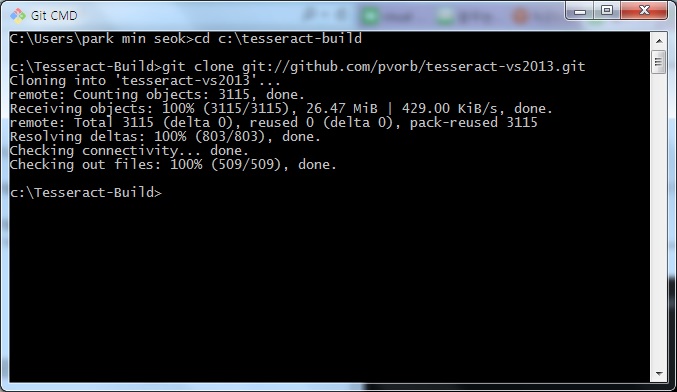 Git CMD
C:\Users\park min seok>cd c:\tesseract-build
c:\Tesseract-Build>git clone git://github.com/pvorb/tesseract-vs2013.git
Cloning into 'tesseract-vs2013'...
remote: Counting objects: 3115, done.
Receiving objects: 100% (3115/3115), 26.47 MiB | 429.00 KiB/s, done.
remote: Total 3115 (delta 0), reused 0 (delta 0), pack-reused 3115
Resolving deltas: 100% (803/803), done.
Checking connectivity... done.
Checking out files: 100% (509/509), done.
c:\Tesseract-Build>